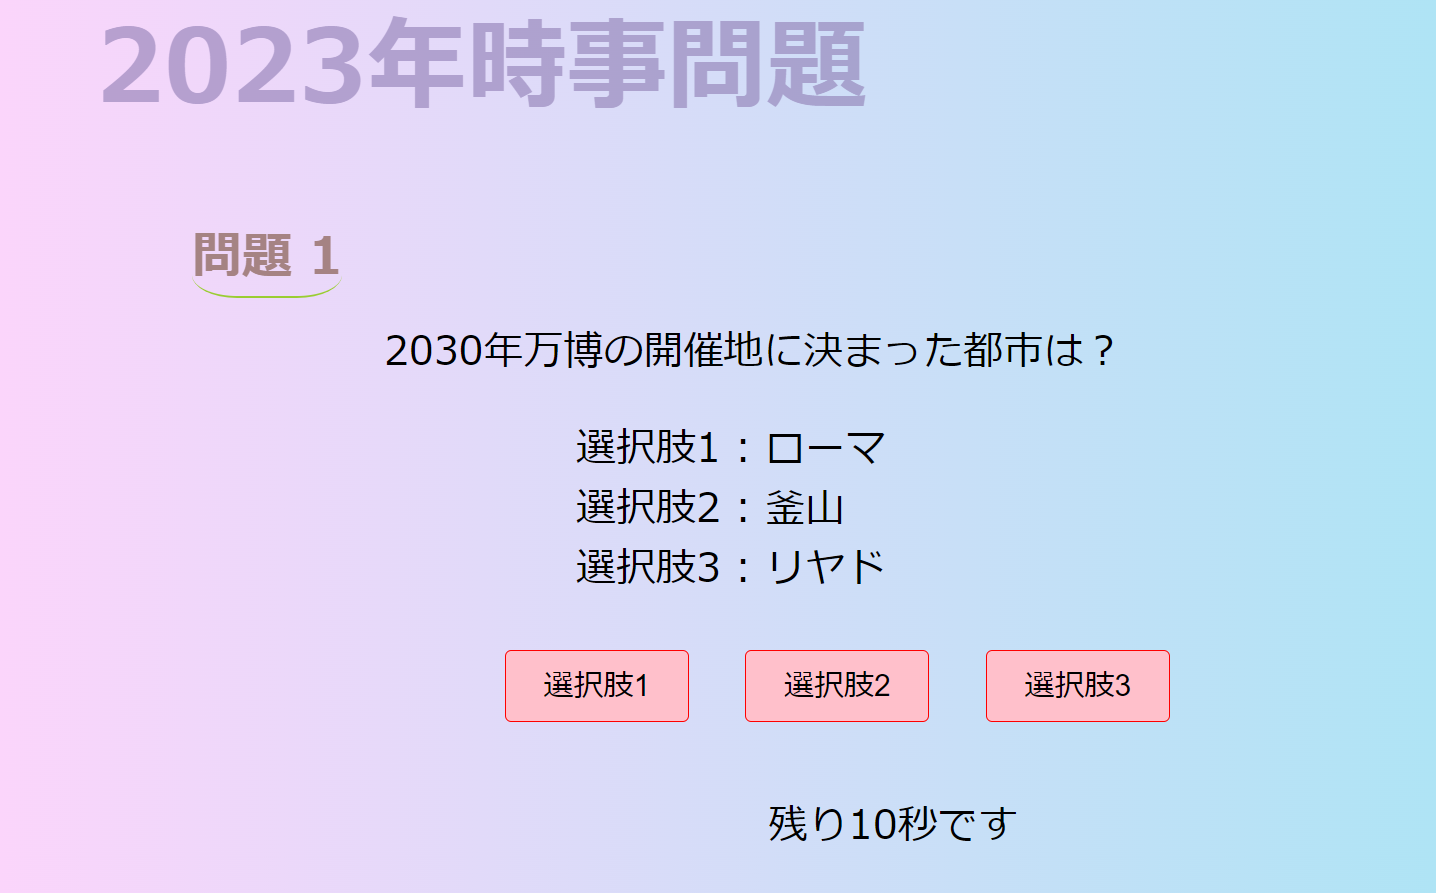 2023年時事問題
問題 1
2030年万博の開催地に決まった都市は？
選択肢1：ローマ
選択肢2：釜山
選択肢3：リヤド
選択肢1 選択肢2 選択肢3
残り10秒です